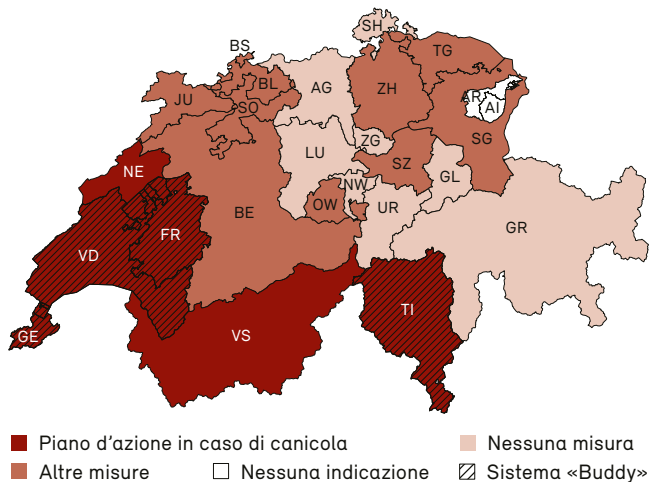 SH
BS
TG
BL
AG
ZH
JU
SO
AR
AI
ZG
SG
LU
SZ
NE
GL
NW
OW
BE
UR
FR
GR
VD
TI
GE
VS
Piano d'azione in caso di canicola
Nessuna misura
Altre misure
Nessuna indicazione
Sistema «Buddy»